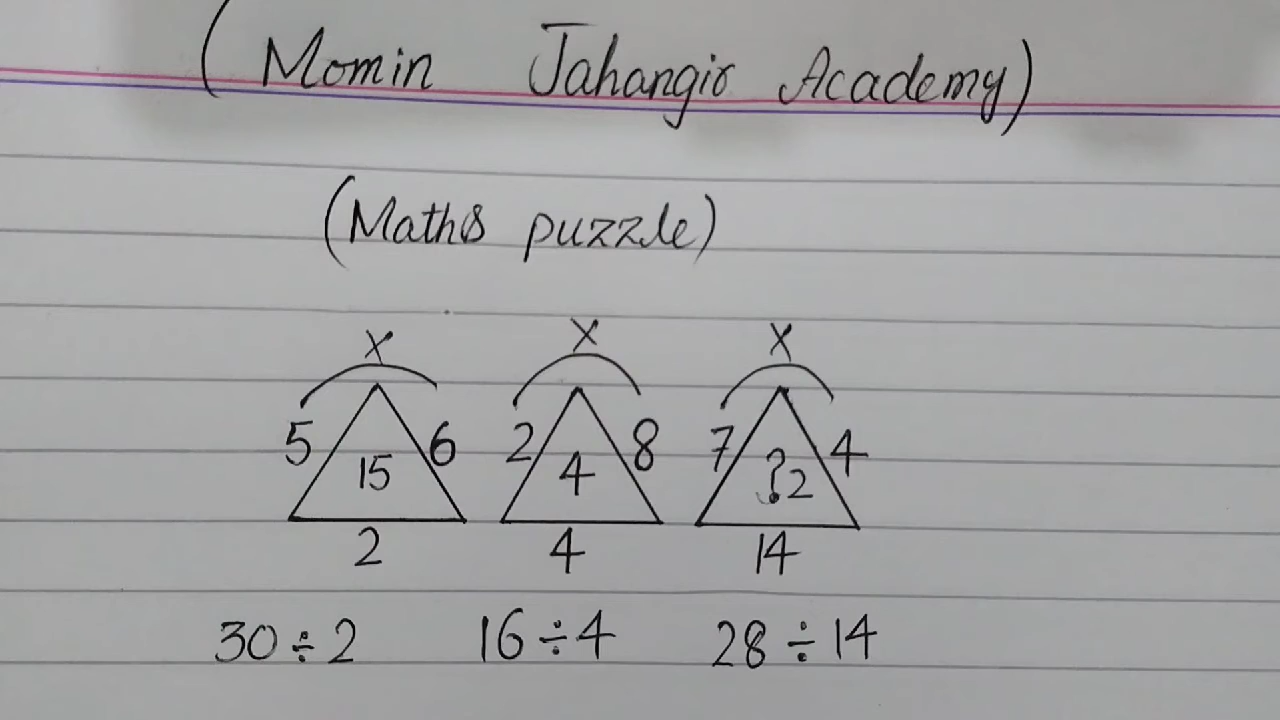 (Momin Jahangir Academy)
(Maths puzzle)
x x x
5 6 2 8 7 4
15 4 ?2
2 4 14
30÷2 16÷4 28÷14